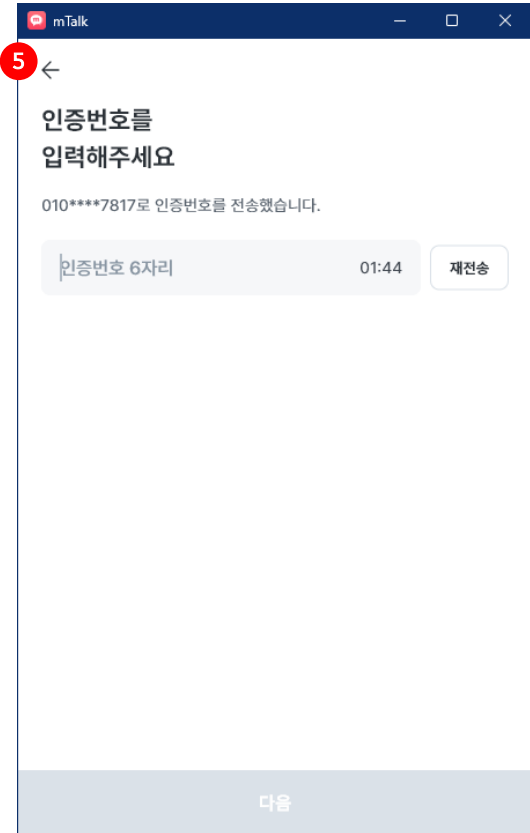 mTalk
5
인증번호를
입력해주세요
010****7817로 인증번호를 전송했습니다.
인증번호 6자리 01:44 재전송
다음